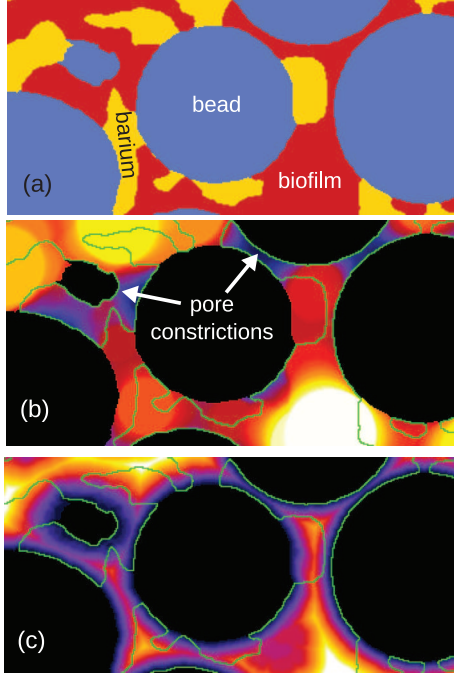 bead
barium
(a)
biofilm
pore
constrictions
(b)
(c)